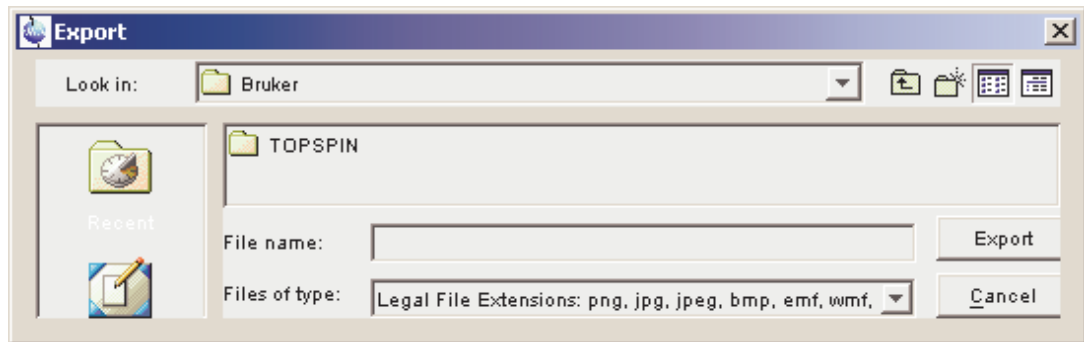 Export
Look in: Bruker
TOPSPIN
Recent
File name:
Export
Files of type: Legal File Extensions: png, jpg, jpeg, bmp, emf, wmf,
Cancel